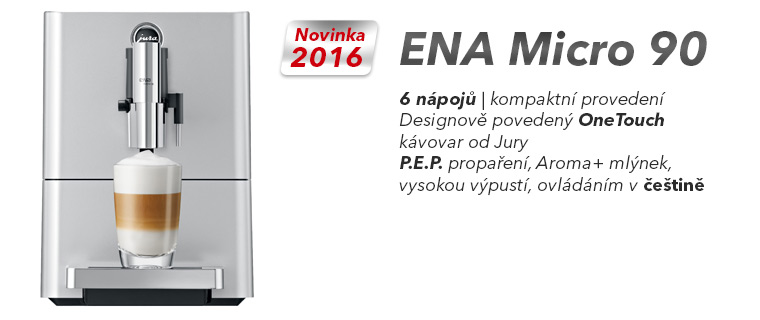 jura
Novinka
2016
ENA Micro 90
6 nápojů | kompaktní provedení
Designově povedený OneTouch
kávovar od Jury
P.E.P. propaření, Aroma+ mlýnek,
vysokou výpustí, ovládáním v češtině